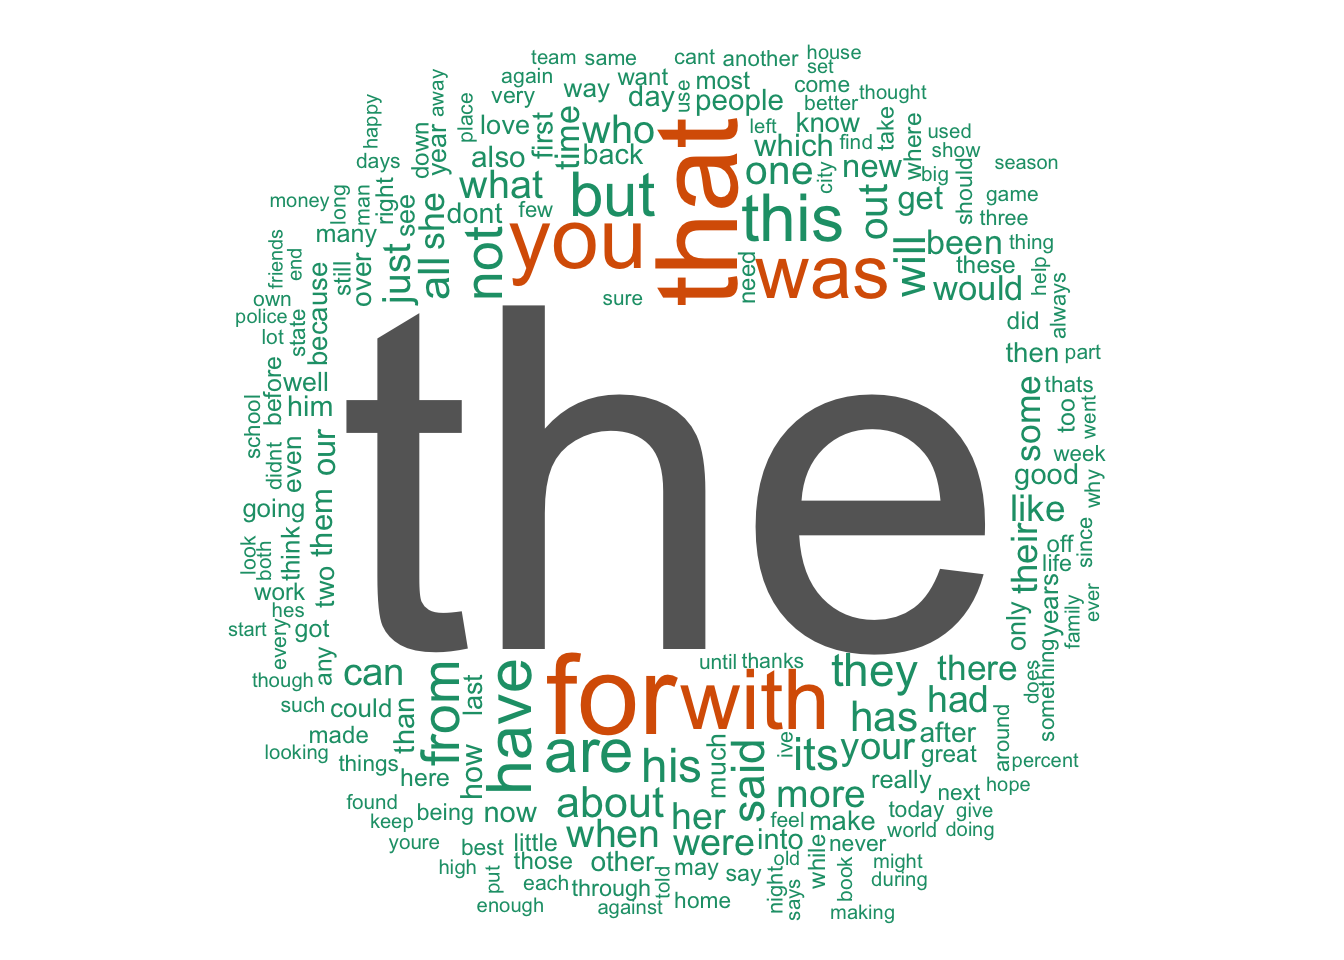 team same cant another house
again want most set
very way day use people come better thought
happy away place love first time who left know take where used
days down year also back which find show season
money long man right see she what few but that one city new big should game
many dont not you this out get three
friends end still over just all need was will been these thing help always
own because sure would
police state did
lot then part
before well the some thats
school him too went
didnt even our good week why
going like
look both think them their off since
work two life
hes only years family ever
start every got
though any can from have for with until thanks they there something does
such could than last had
made are his much said ive its your has after great around percent
looking things here how
found being now about her more really next hope
keep when were into feel make today give
youre best little those other may say never world doing
high put each through told night old while might
enough against home says book during
making